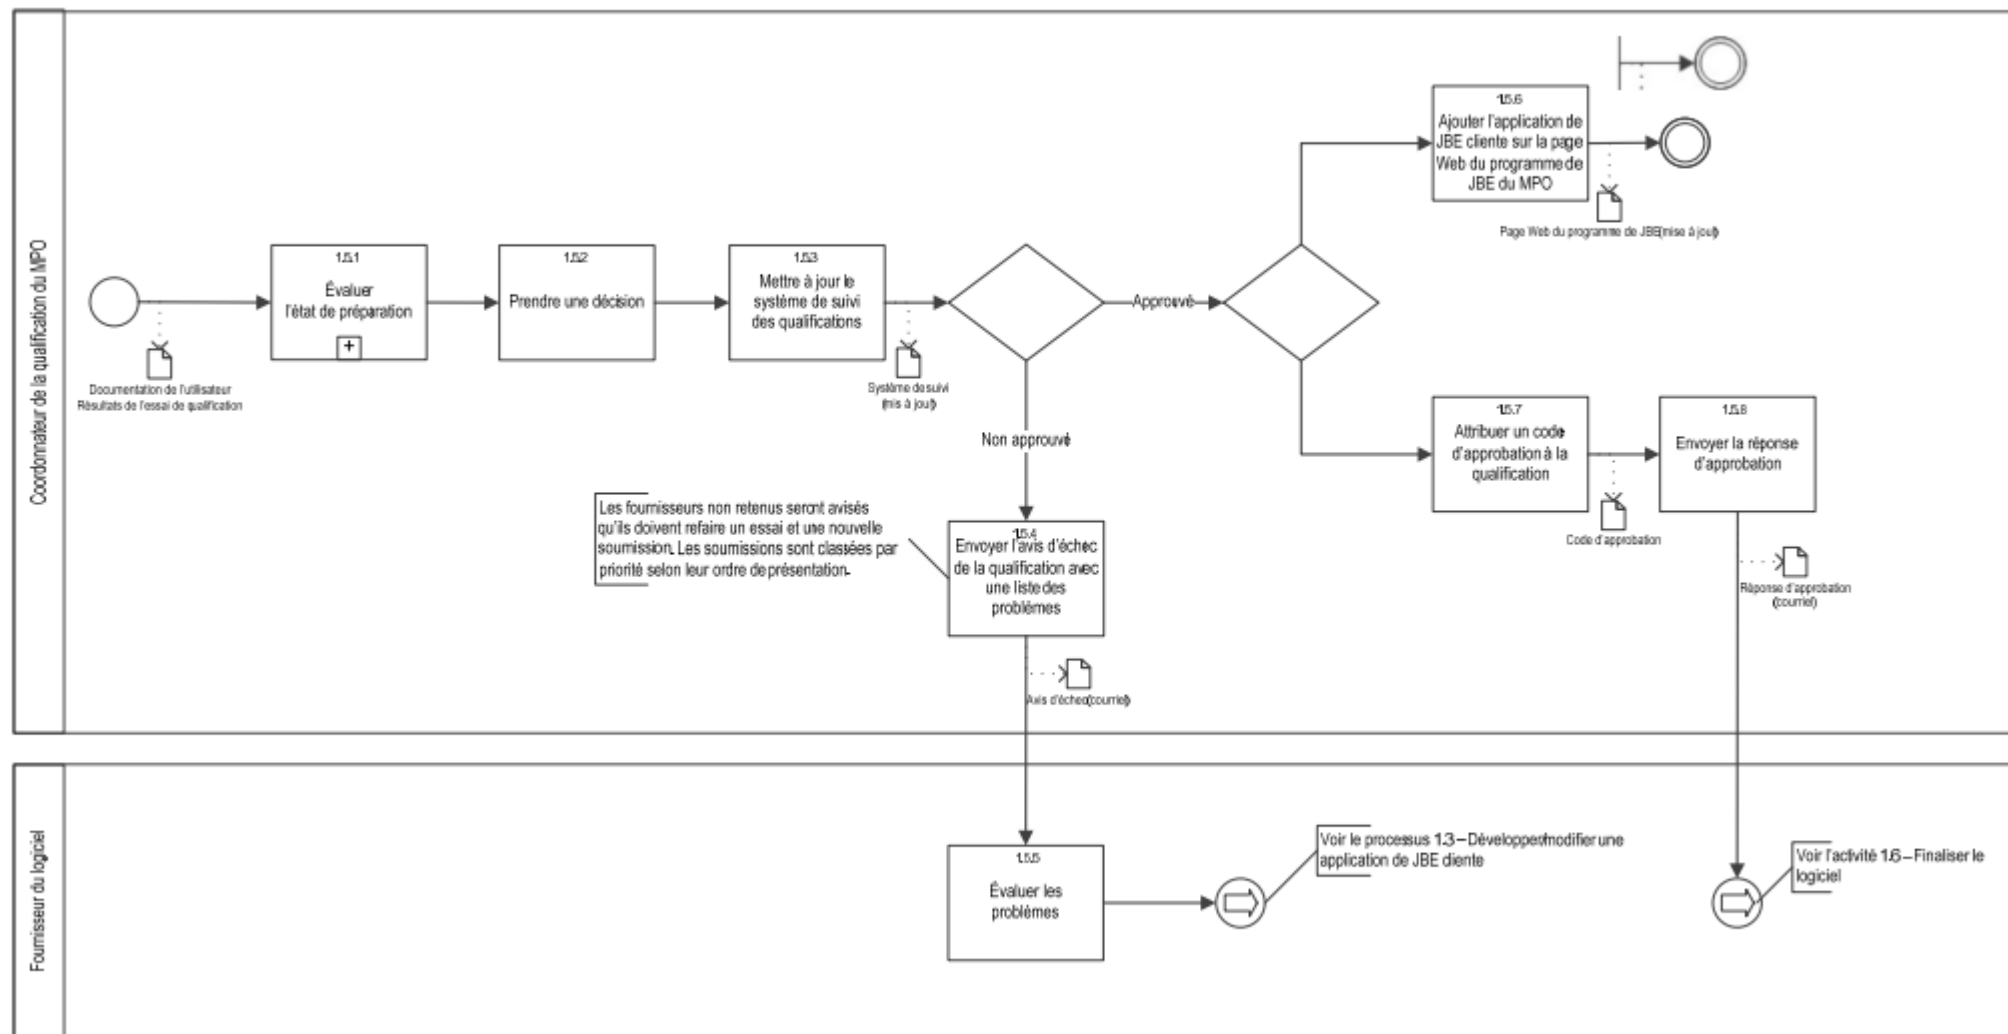 Coordonnateur de la qualification du MPO
Documentation de l'utilisateur
Résultats de l'essai de qualification
1.5.1
Évaluer
l'état de préparation
1.5.2
Prendre une décision
1.5.3
Mettre à jour le
système de suivi
des qualifications
Système de suivi
(mis à jour)
Approuvé
Non approuvé
Les fournisseurs non retenus seront avisés
qu'ils doivent refaire un essai et une nouvelle
soumission. Les soumissions sont classées par
priorité selon leur ordre de présentation.
1.5.4
Envoyer l'avis d'échec
de la qualification avec
une liste des
problèmes
Avis d'échec(courriel)
1.5.6
Ajouter l'application de
JBE cliente sur la page
Web du programme de
JBE du MPO
Page Web du programme de JBE(mise à jour)
1.5.7
Attribuer un code
d'approbation à la
qualification
Code d'approbation
1.5.8
Envoyer la réponse
d'approbation
Réponse d'approbation
(courriel)
Fournisseur du logiciel
1.5.5
Évaluer les
problèmes
Voir le processus 1.3–Développer/modifier une
application de JBE cliente
Voir l'activité 1.6–Finaliser le
logiciel